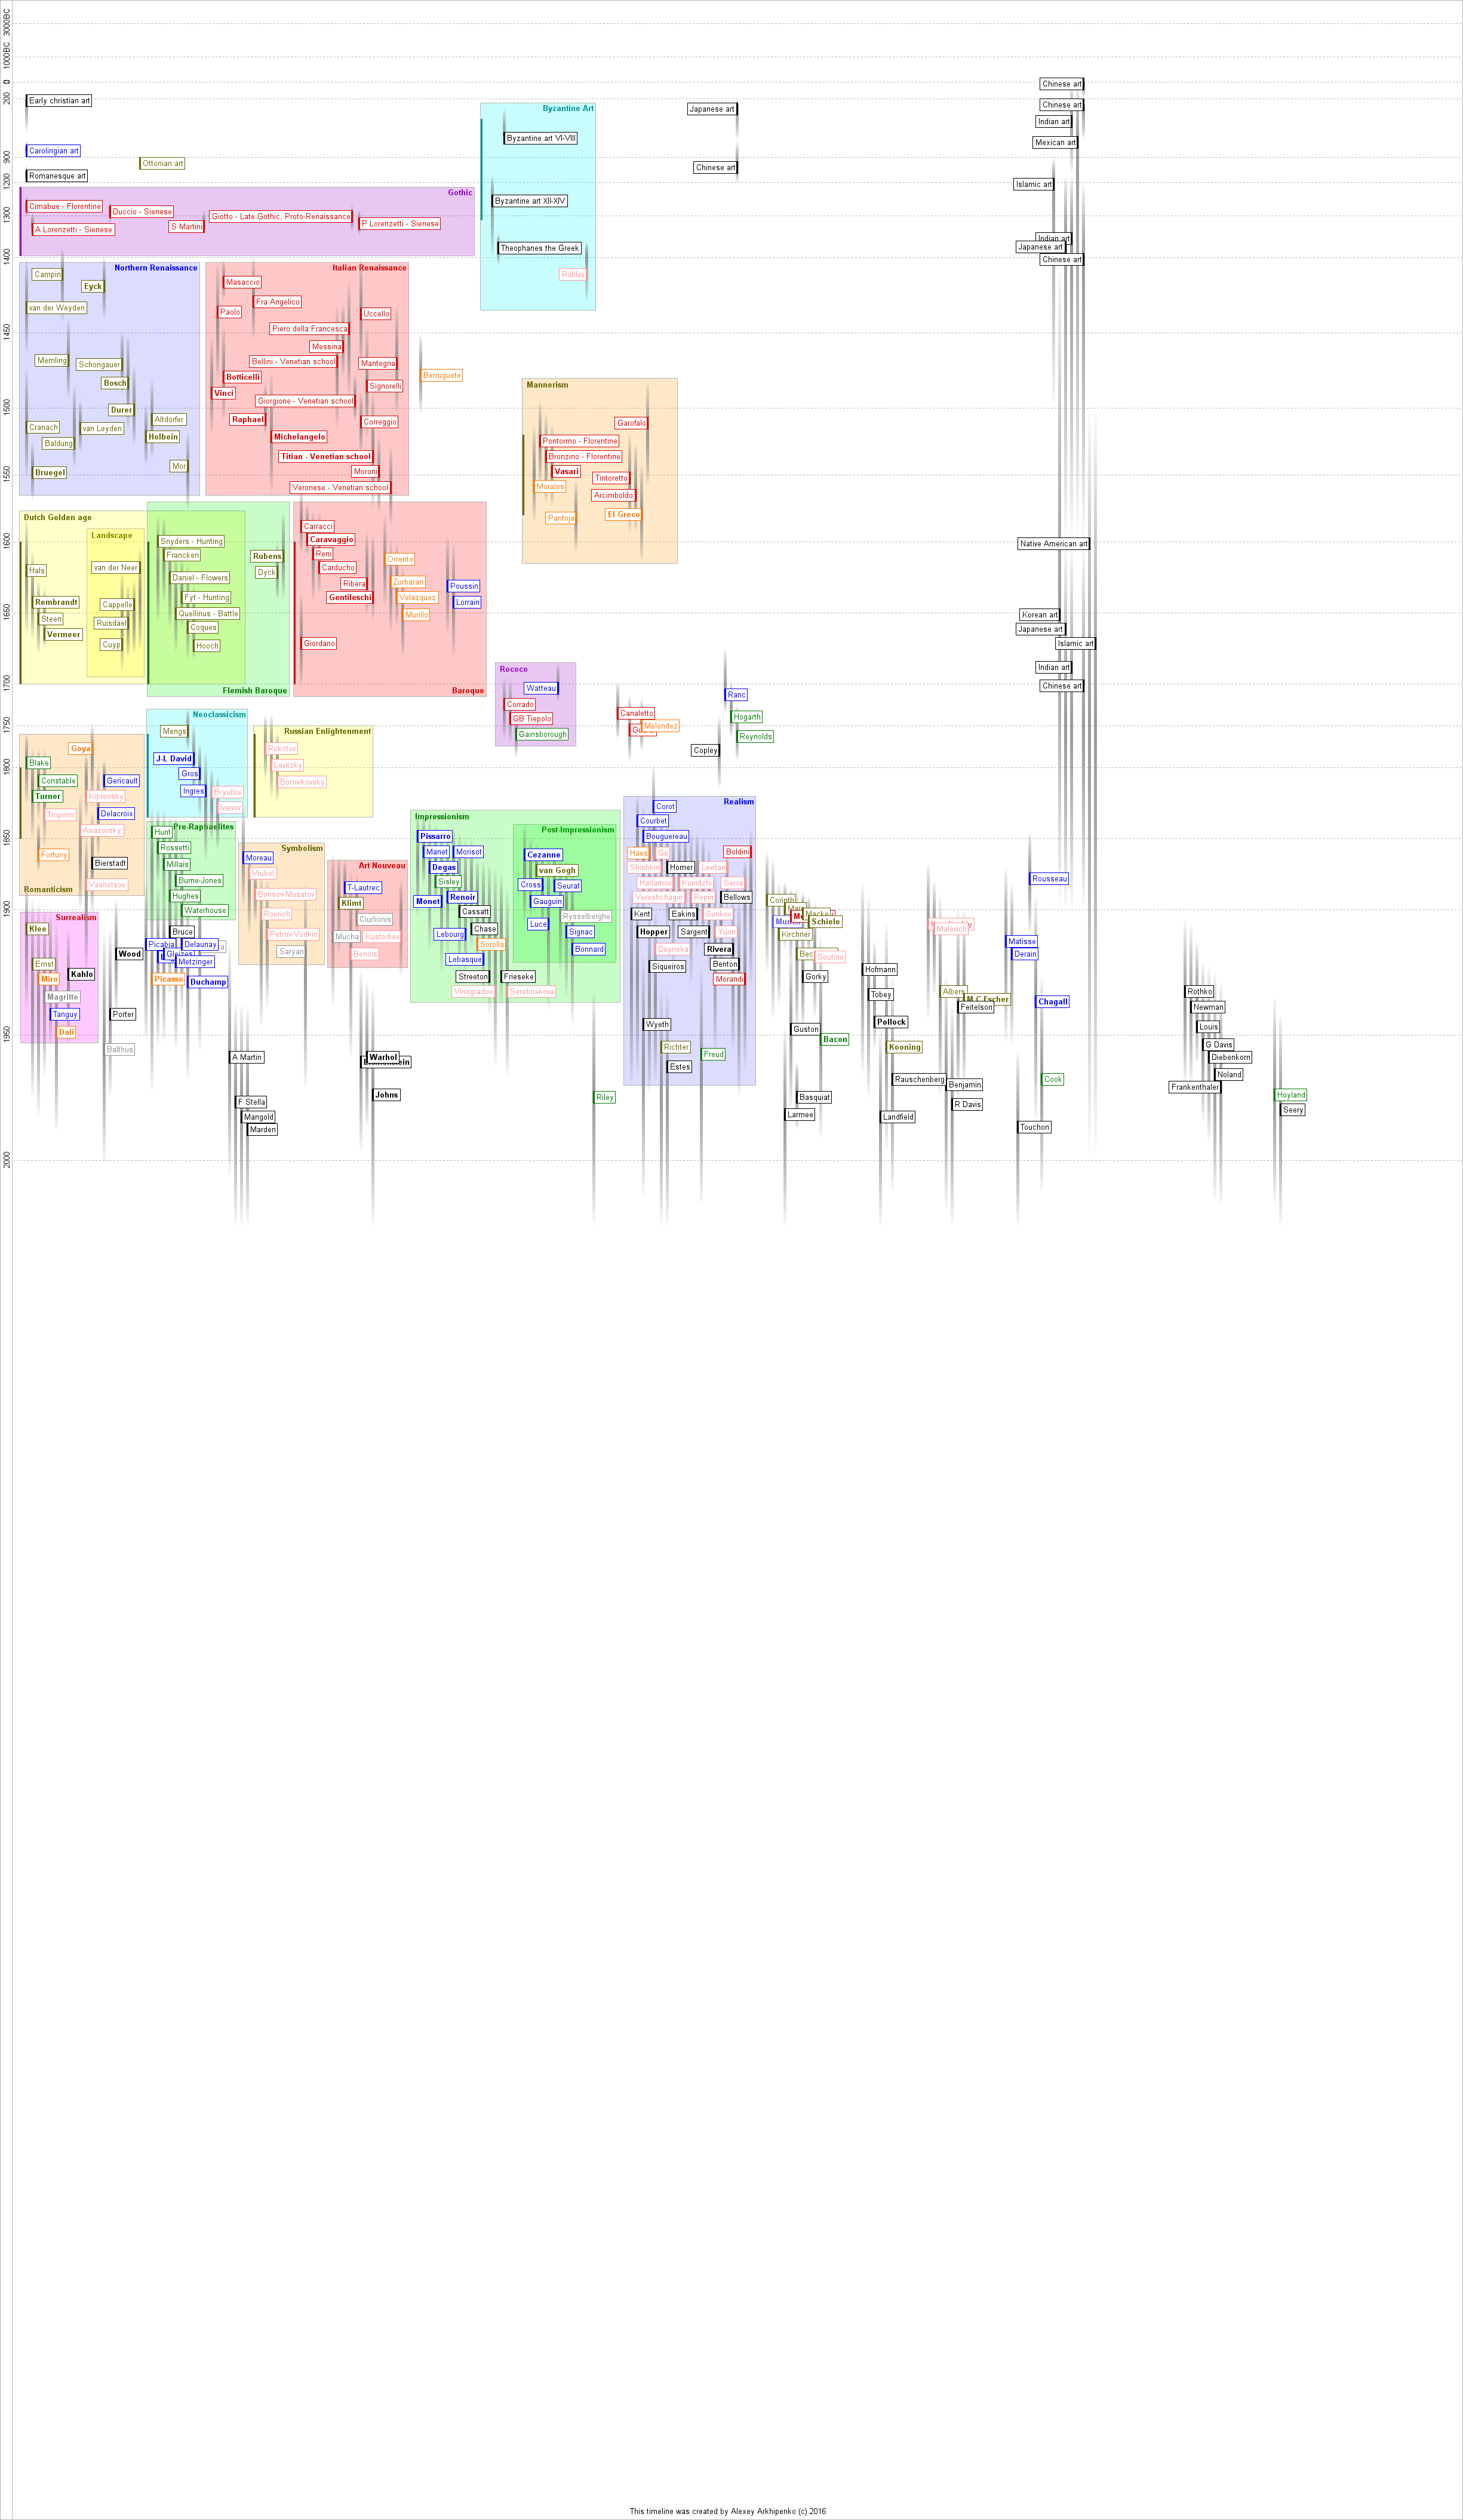 3000BC
1000BC
0
Chinese art
200
Early christian art
Chinese art
Byzantine Art
Japanese art
Indian art
Byzantine art VI-VIII
Mexican art
Carolingian art
900
Ottonian art
Chinese art
Romanesque art
1200
Islamic art
Gothic
Byzantine art XII-XIV
Cimabue - Florentine
Duccio - Sienese
1300
Giotto - Late Gothic, Proto-Renaissance
P Lorenzetti - Sienese
S Martini
A Lorenzetti - Sienese
Indian art
Japanese art
Theophanes the Greek
1400
Chinese art
Northern Renaissance
Italian Renaissance
Campin
Rublev
Masaccio
Eyck
Fra Angelico
van der Weyden
Paolo
Uccello
Piero della Francesca
1450
Messina
Memling
Bellini - Venetian school
Mantegna
Schongauer
Berruguete
Botticelli
Bosch
Mannerism
Signorelli
Vinci
Giorgione - Venetian school
1500
Durer
Raphael
Altdorfer
Correggio
Garofalo
Cranach
van Leyden
Holbein
Michelangelo
Baldung
Pontormo - Florentine
Titian - Venetian school
Bronzino - Florentine
Mor
Bruegel
Moroni
Vasari
1550
Tintoretto
Veronese - Venetian school
Morales
Arcimboldo
Dutch Golden age
El Greco
Pantoja
Carracci
Landscape
Snyders - Hunting
Caravaggio
1600
Native American art
Francken
Rubens
Reni
Orrente
van der Neer
Carducho
Hals
Dyck
Daniel - Flowers
Ribera
Zurbaran
Poussin
Fyt - Hunting
Gentileschi
Velazquez
Rembrandt
Cappelle
Lorrain
1650
Quellinus - Battle
Murillo
Korean art
Steen
Ruisdael
Coques
Japanese art
Vermeer
Cuyp
Hooch
Giordano
Islamic art
Rococo
Indian art
1700
Flemish Baroque
Baroque
Watteau
Ranc
Chinese art
Corrado
Neoclassicism
GB Tiepolo
Canaletto
Hogarth
1750
Mengs
Russian Enlightenment
Gainsborough
Melendez
Reynolds
Goya
Rokotov
Copley
J-L David
Blake
Levitzky
1800
Gros
Constable
Gericault
Borovikovsky
Turner
Kiprensky
Ingres
Bryullov
Realism
Tropinin
Delacroix
Ivanov
Corot
Impressionism
Courbet
Aivazovsky
Pre-Raphaelites
Hunt
Post-Impressionism
1850
Pissarro
Bouguereau
Rossetti
Symbolism
Manet
Morisot
Haes
Ge
Boldini
Fortuny
Moreau
Cezanne
Bierstadt
Millais
Art Nouveau
Degas
van Gogh
Shishkin
Homer
Levitan
Vrubel
Vasnetsov
Burne-Jones
T-Lautrec
Sisley
Cross
Seurat
Harlamov
Kuindzhi
Serov
Rousseau
Romanticism
Hughes
Borisov-Musatov
Klimt
Monet
Renoir
Gauguin
Vereshchagin
Repin
Bellows
Corinth
1900
Waterhouse
Roerich
Cassatt
Kent
Eakins
Surikov
Surrealism
Ciurlionis
Rysselberghe
Schiele
Klee
Bruce
Petrov-Vodkin
Mucha
Kustodiev
Lebourg
Chase
Luce
Signac
Hopper
Sargent
Yuon
Kirchner
Malevich
Picabia
Delaunay
Sorolla
Matisse
Wood
Gleizes
Saryan
Benois
Bonnard
Deyneka
Rivera
Soutine
Derain
Ernst
Metzinger
Lebasque
Siqueiros
Benton
Hofmann
Kahlo
Miro
Picasso
Duchamp
Streeton
Frieseke
Morandi
Gorky
Vinogradov
Serebriakova
Albers
Rothko
Magritte
Tobey
M C Escher
Chagall
Feitelson
Newman
Tanguy
Porter
Pollock
Wyeth
Guston
Louis
Dali
1950
Bacon
Balthus
Richter
Kooning
G Davis
A Martin
Warhol
Freud
Diebenkorn
Estes
Noland
Rauschenberg
Cook
Benjamin
Frankenthaler
Johns
Riley
Basquiat
Hoyland
F Stella
R Davis
Seery
Mangold
Larmee
Landfield
Marden
Touchon
2000
This timeline was created by Alexey Arkhipenko (c) 2016